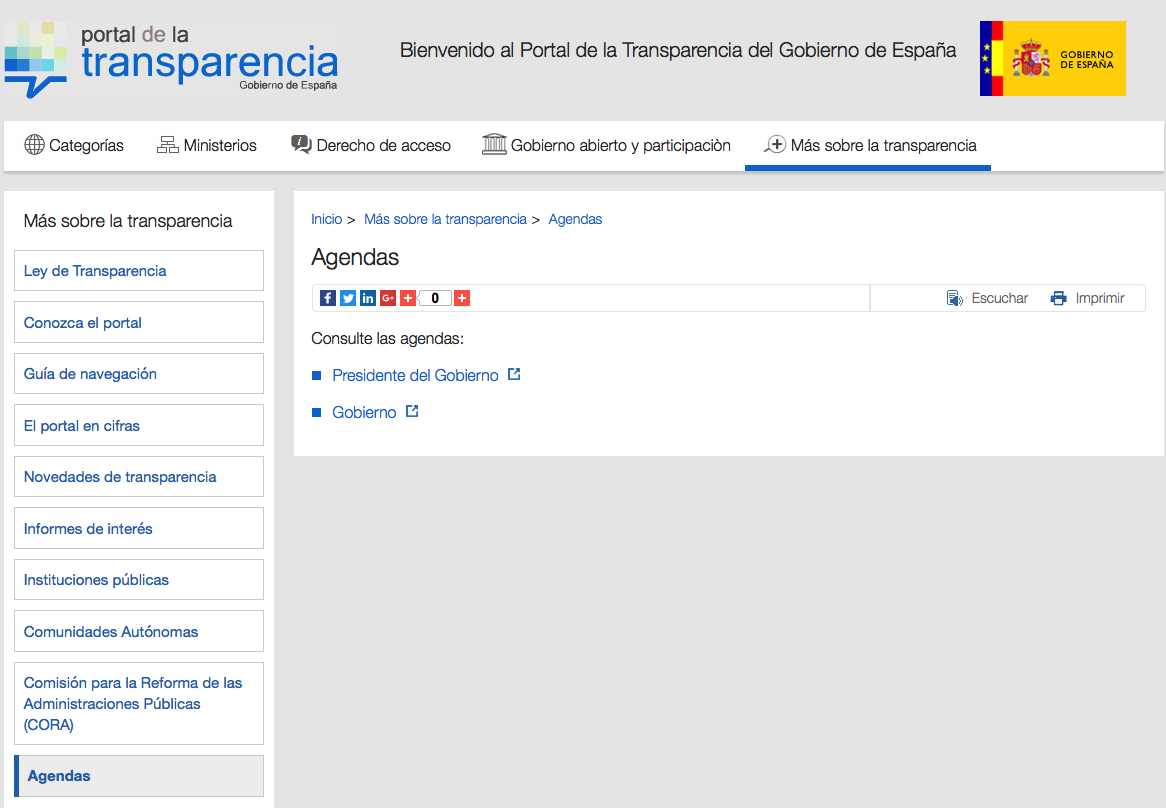 portal de la
transparencia
Gobierno de España
Bienvenido al Portal de la Transparencia del Gobierno de España
GOBIERNO
DE ESPAÑA
Categorías
Ministerios
Derecho de acceso
Gobierno abierto y participaciòn
Más sobre la transparencia
Más sobre la transparencia
Ley de Transparencia
Conozca el portal
Guía de navegación
El portal en cifras
Novedades de transparencia
Informes de interés
Instituciones públicas
Comunidades Autónomas
Comisión para la Reforma de las
Administraciones Públicas
(CORA)
Agendas
Inicio > Más sobre la transparencia > Agendas
Agendas
0
Escuchar
Imprimir
Consulte las agendas:
Presidente del Gobierno
Gobierno